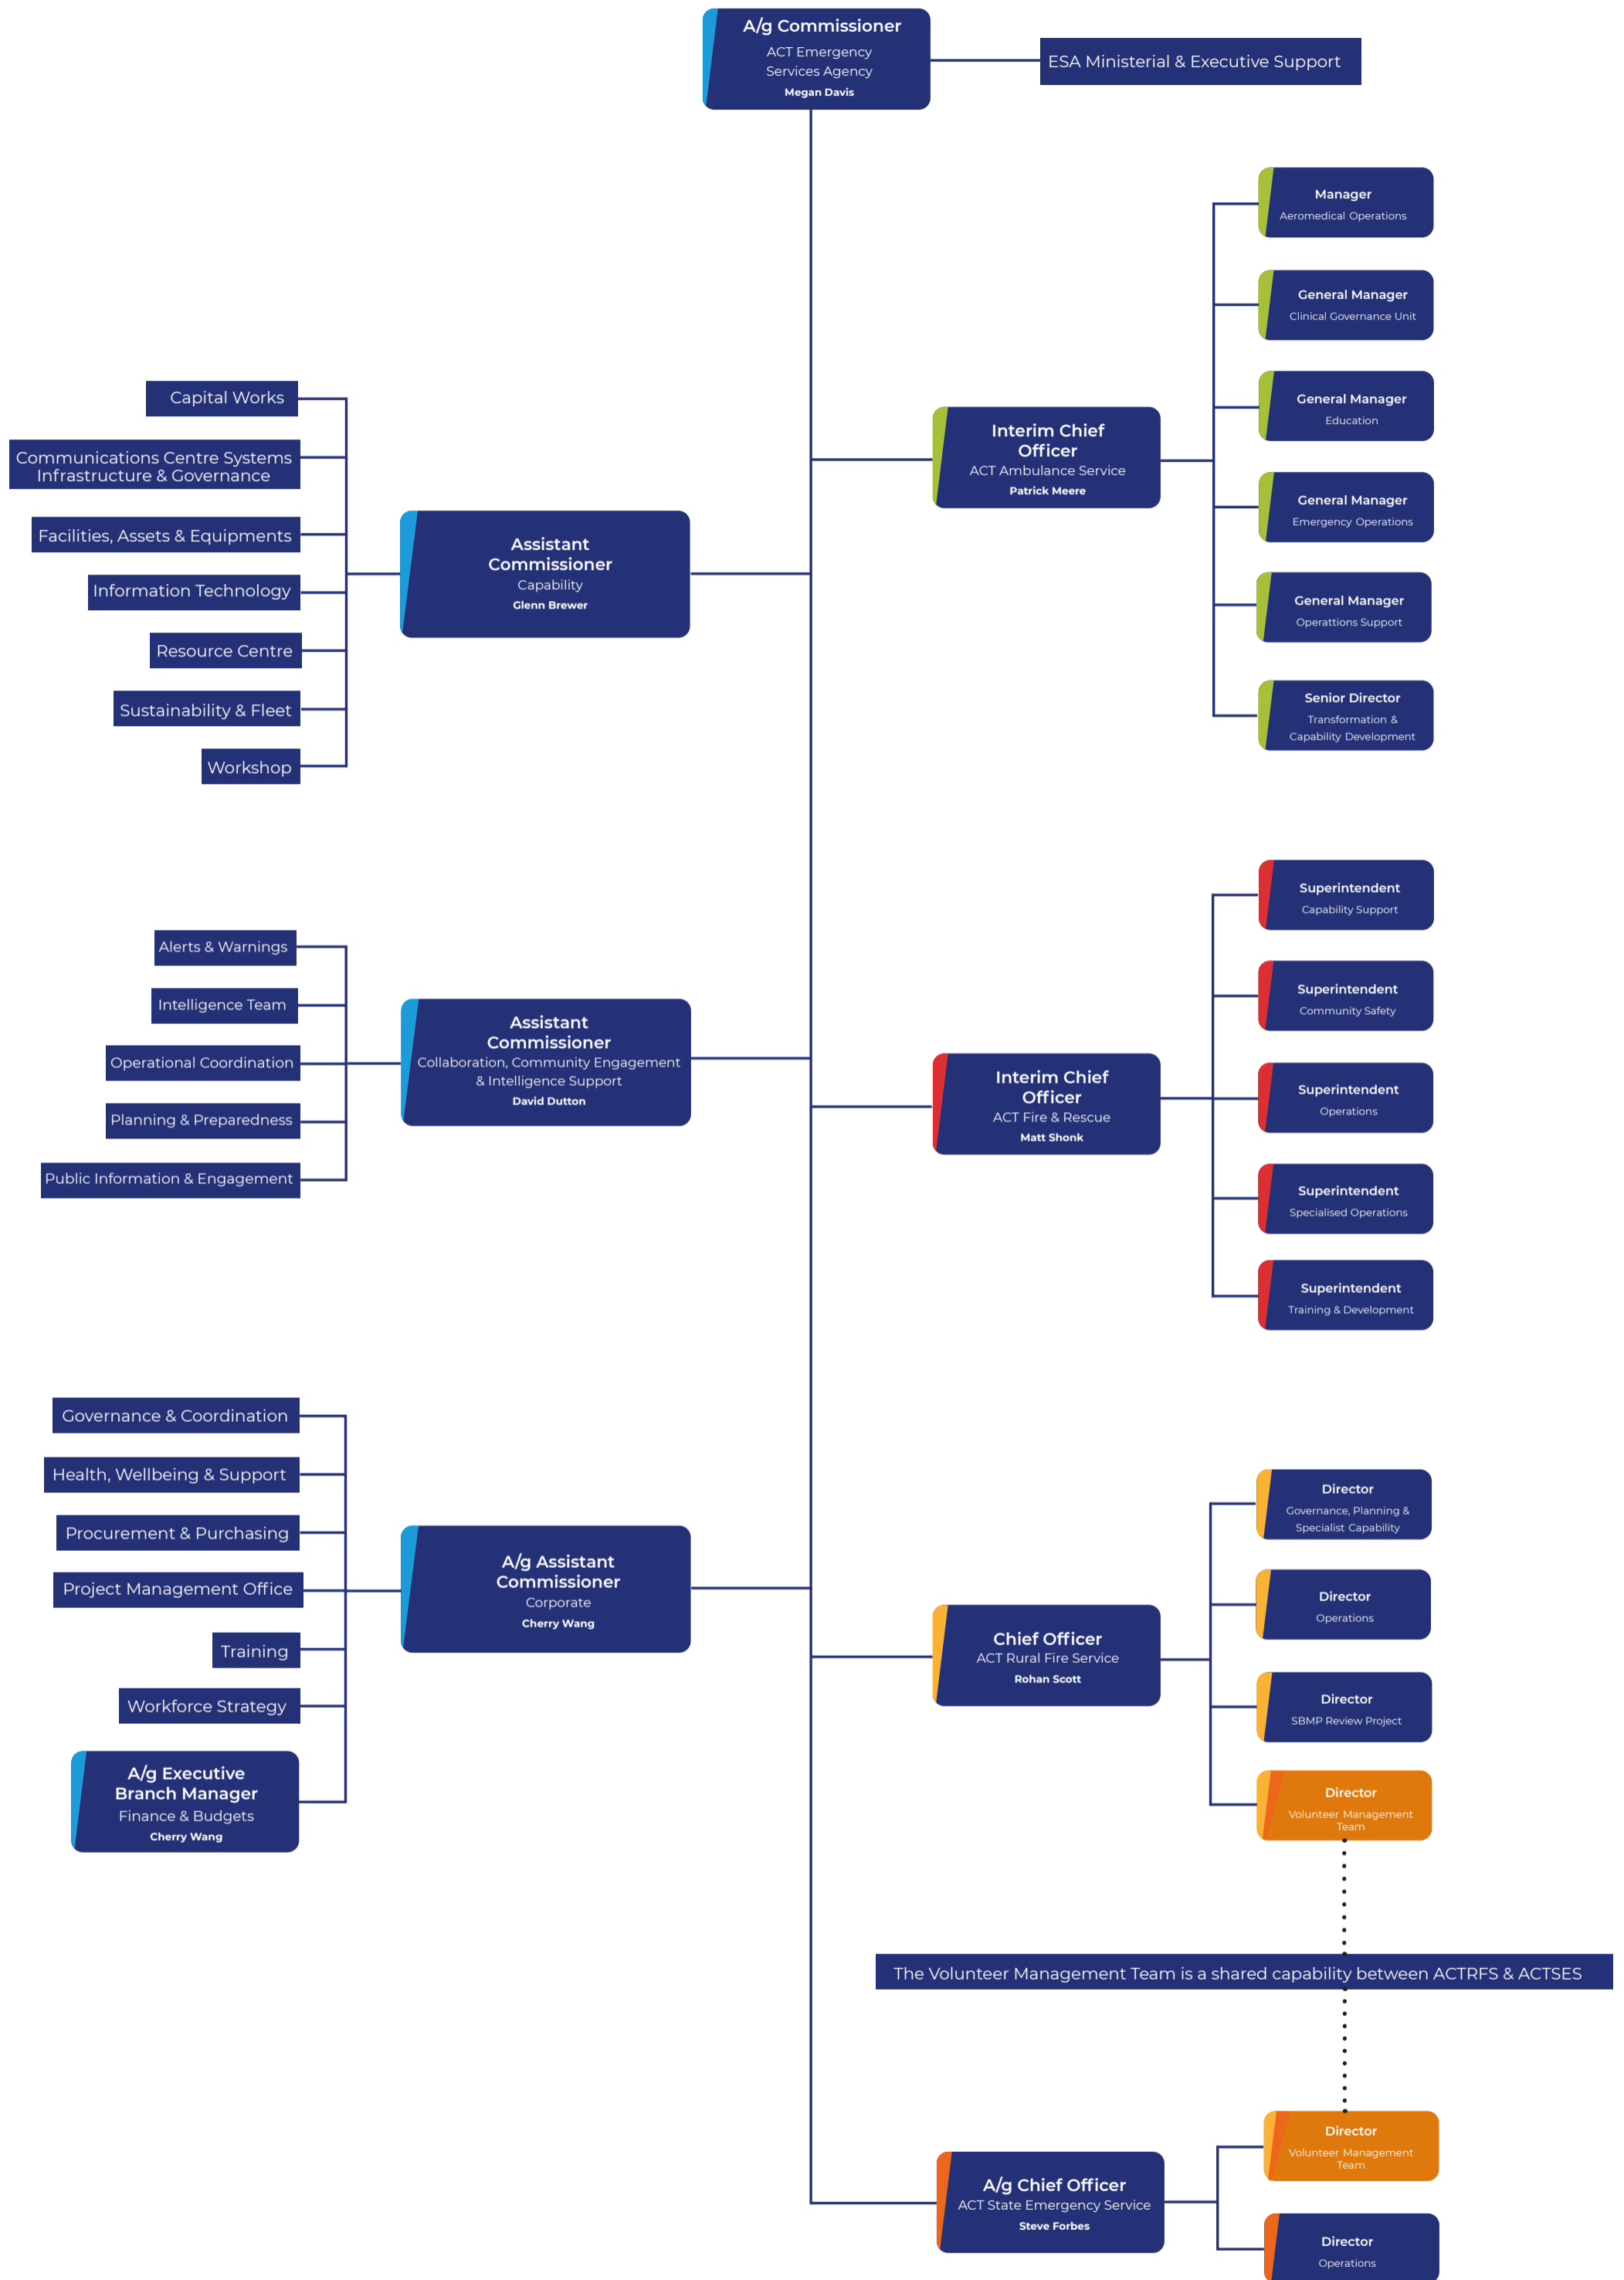 A/g Commissioner
ACT Emergency
Services Agency
Megan Davis
ESA Ministerial & Executive Support
Capital Works
Communications Centre Systems
Infrastructure & Governance
Facilities, Assets & Equipments
Information Technology
Resource Centre
Sustainability & Fleet
Workshop
Assistant
Commissioner
Capability
Glenn Brewer
Interim Chief
Officer
ACT Ambulance Service
Patrick Meere
Manager
Aeromedical Operations
General Manager
Clinical Governance Unit
General Manager
Education
General Manager
Emergency Operations
General Manager
Operattions Support
Senior Director
Transformation &
Capability Development
Alerts & Warnings
Intelligence Team
Operational Coordination
Planning & Preparedness
Public Information & Engagement
Assistant
Commissioner
Collaboration, Community Engagement
& Intelligence Support
David Dutton
Interim Chief
Officer
ACT Fire & Rescue
Matt Shonk
Superintendent
Capability Support
Superintendent
Community Safety
Superintendent
Operations
Superintendent
Specialised Operations
Superintendent
Training & Development
Governance & Coordination
Health, Wellbeing & Support
Procurement & Purchasing
Project Management Office
Training
Workforce Strategy
A/g Executive
Branch Manager
Finance & Budgets
Cherry Wang
A/g Assistant
Commissioner
Corporate
Cherry Wang
Chief Officer
ACT Rural Fire Service
Rohan Scott
Director
Governance, Planning &
Specialist Capability
Director
Operations
Director
SBMP Review Project
Director
Volunteer Management
Team
The Volunteer Management Team is a shared capability between ACTRFS & ACTSES
A/g Chief Officer
ACT State Emergency Service
Steve Forbes
Director
Volunteer Management
Team
Director
Operations